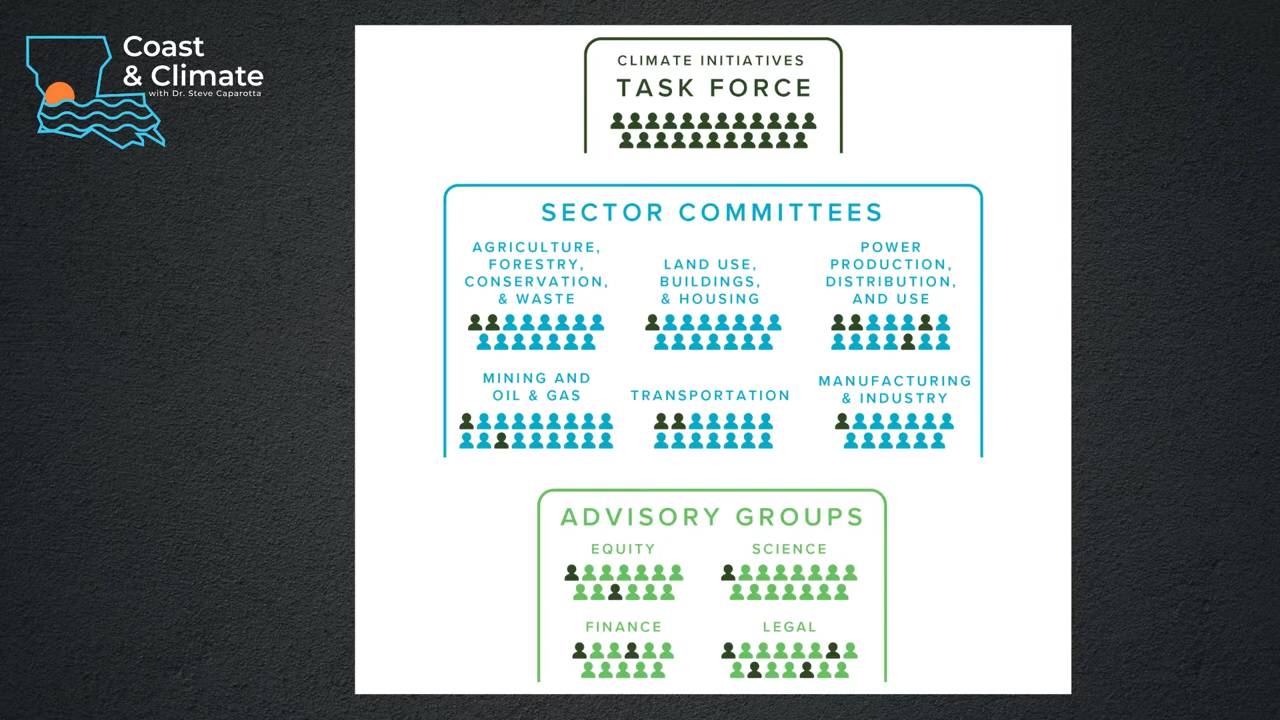 Coast
& Climate
with Dr. Steve Caparotta
CLIMATE INITIATIVES
TASK FORCE
SECTOR COMMITTEES
AGRICULTURE,
FORESTRY,
CONSERVATION,
& WASTE
LAND USE,
BUILDINGS,
& HOUSING
POWER
PRODUCTION,
DISTRIBUTION,
AND USE
MINING AND
OIL & GAS
TRANSPORTATION
MANUFACTURING
& INDUSTRY
ADVISORY GROUPS
EQUITY
SCIENCE
FINANCE
LEGAL